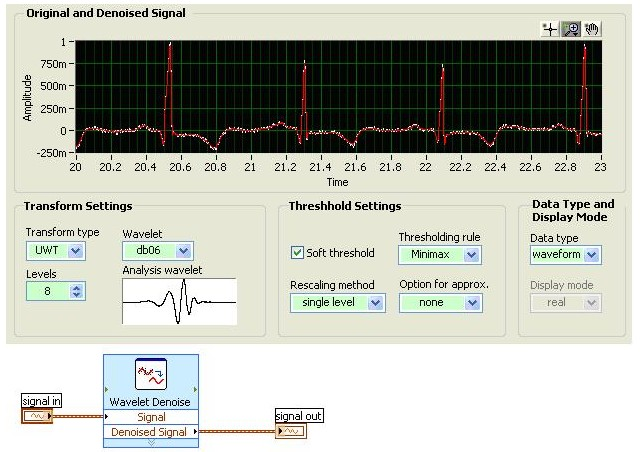 Original and Denoised Signal
1
750m
500m
250m
0
-250m
Amplitude
20 20.2 20.4 20.6 20.8 21 21.2 21.4 21.6 21.8 22 22.2 22.4 22.6 22.8 23
Time
Transform Settings
Transform type
UWT
Wavelet
db06
Levels
8
Analysis wavelet
Threshhold Settings
Soft threshold
Thresholding rule
Minimax
Rescaling method
single level
Option for approx.
none
Data Type and
Display Mode
Data type
waveform
Display mode
real
signal in
Wavelet Denoise
Signal
Denoised Signal
signal out